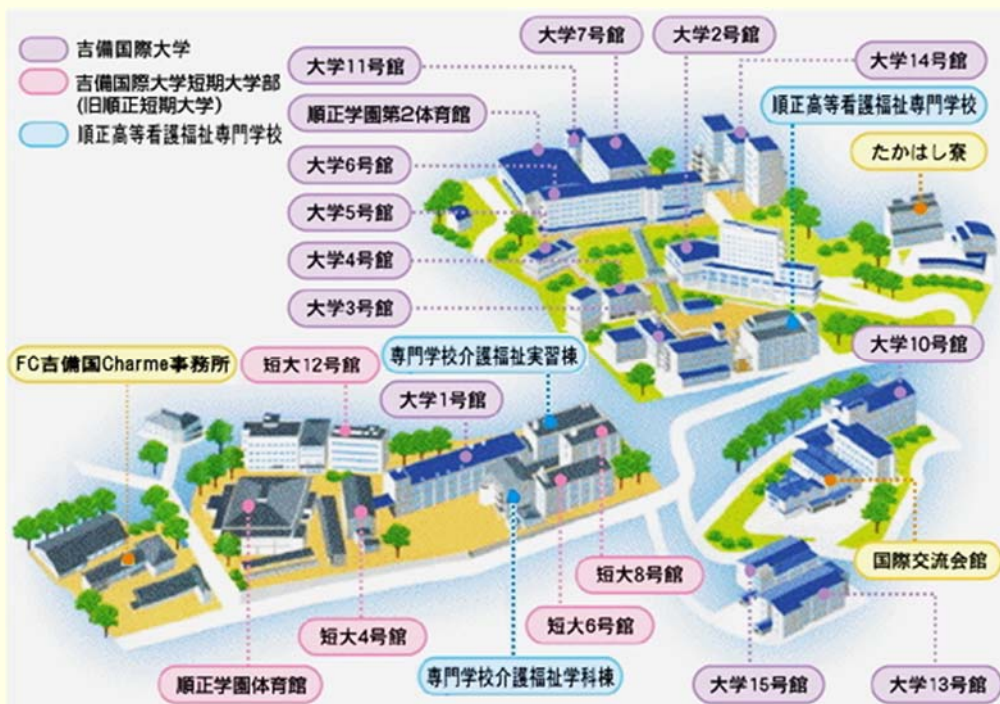 吉備国際大学
吉備国際大学短期大学部
(旧順正短期大学)
順正高等看護福祉専門学校
大学7号館
大学2号館
大学11号館
大学14号館
順正学園第2体育館
順正高等看護福祉専門学校
大学6号館
たかはし寮
大学5号館
大学4号館
大学3号館
大学10号館
FC吉備国Charme事務所
短大12号館
専門学校介護福祉実習棟
大学1号館
国際交流会館
短大8号館
短大6号館
短大4号館
専門学校介護福祉学科棟
順正学園体育館
大学15号館
大学13号館